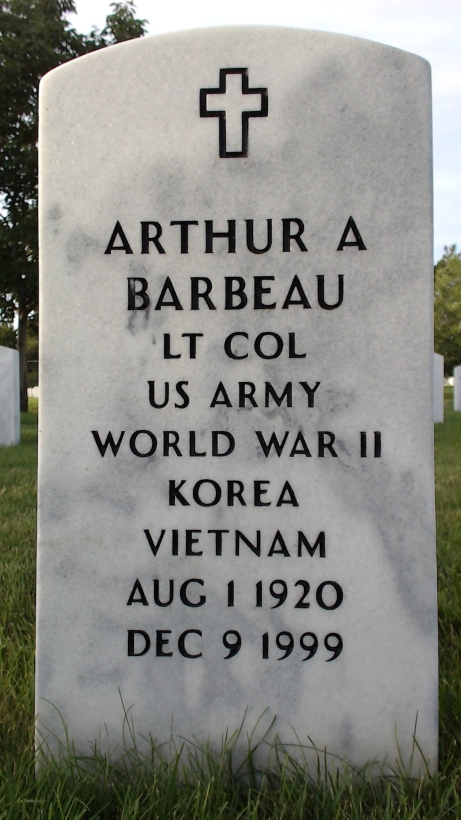 ARTHUR A
BARBEAU
LT COL
US ARMY
WORLD WAR II
KOREA
VIETNAM
AUG 1 1920
DEC 9 1999